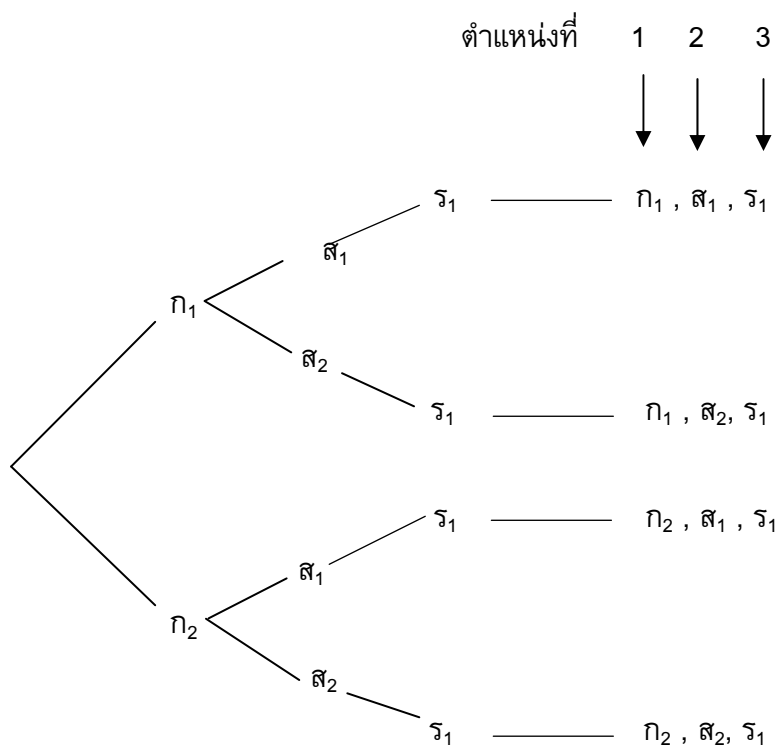 ตำแหน่งที่ 1 2 3
ร₁ ก₁ , ส₁ , ร₁
ส₁
ก₁
ส₂
ร₁ ก₁ , ส₂, ร₁
ร₁ ก₂ , ส₁ , ร₁
ส₁
ก₂
ส₂
ร₁ ก₂ , ส₂, ร₁